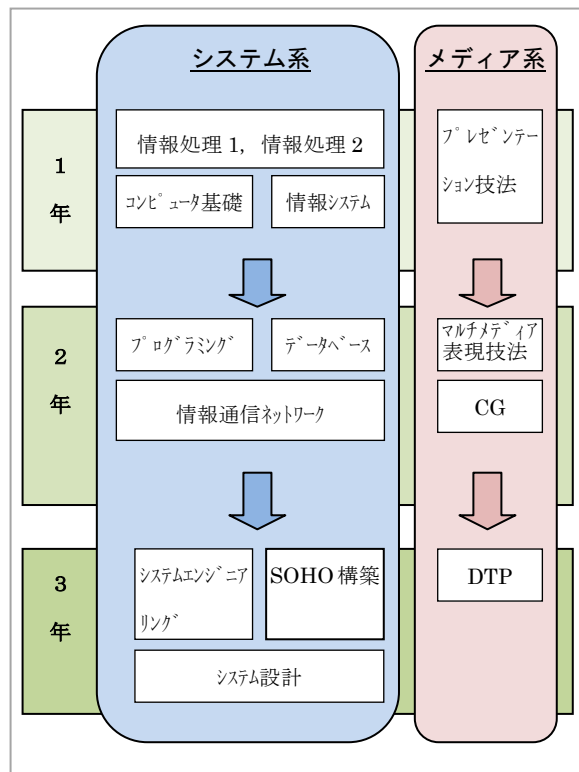 システム系
メディア系
1
年
情報処理1, 情報処理2
コンピュータ基礎
情報システム
プレゼンテー
ション技法
2
年
プログラミング
データベース
情報通信ネットワーク
マルチメディア
表現技法
CG
3
年
システムエンジニア
リング
SOHO構築
システム設計
DTP